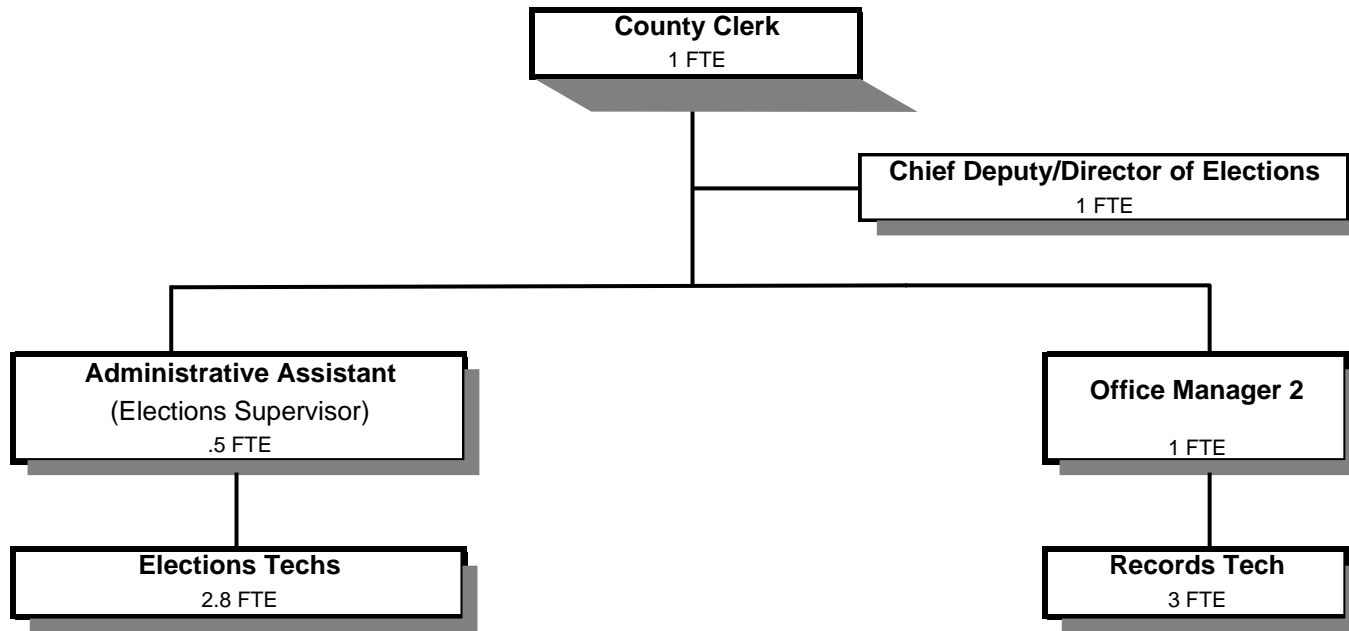 County Clerk
1 FTE
Chief Deputy/Director of Elections
1 FTE
Administrative Assistant
(Elections Supervisor)
.5 FTE
Office Manager 2
1 FTE
Elections Techs
2.8 FTE
Records Tech
3 FTE